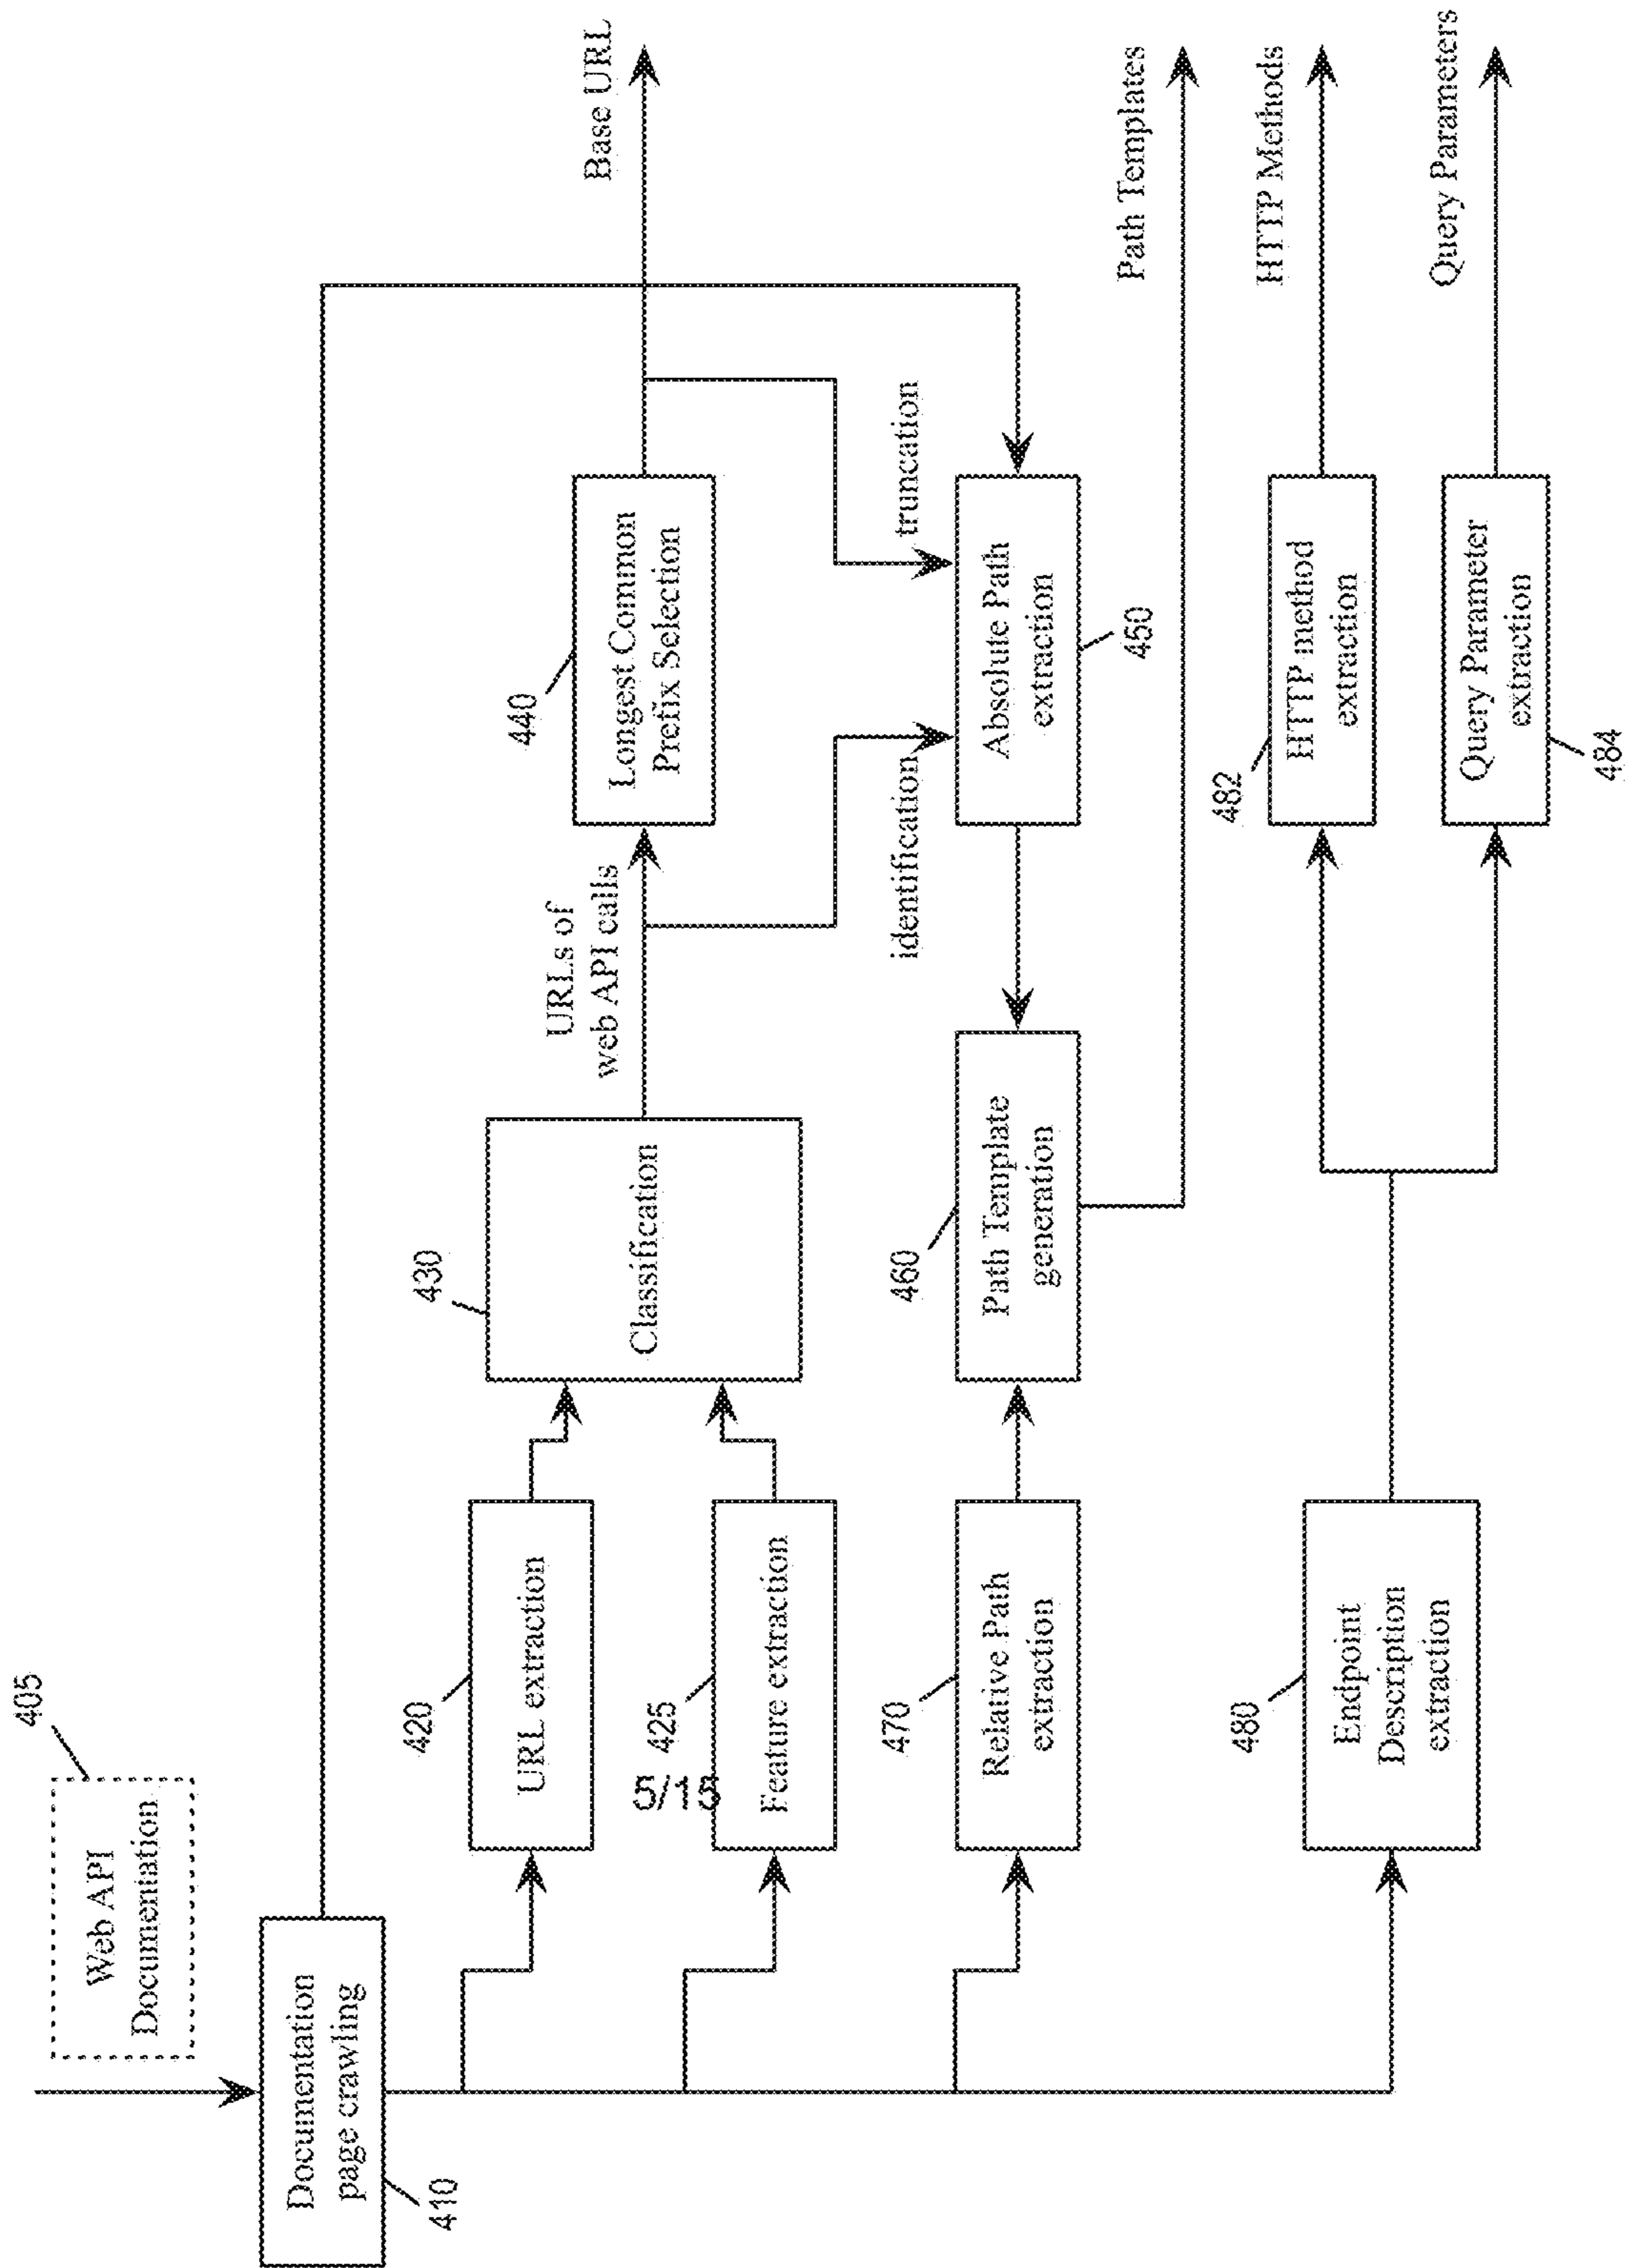 405
Web API
Documentation
Documentation
page crawling
410
420
URL extraction
5/15
425
Feature extraction
430
Classification
URLs of
web API calls
440
Longest Common
Prefix Selection
Base URL
identification
truncation
470
Relative Path
extraction
460
Path Template
generation
Absolute Path
extraction
450
Path Templates
480
Endpoint
Description
extraction
482
HTTP method
extraction
HTTP Methods
Query Parameter
extraction
484
Query Parameters